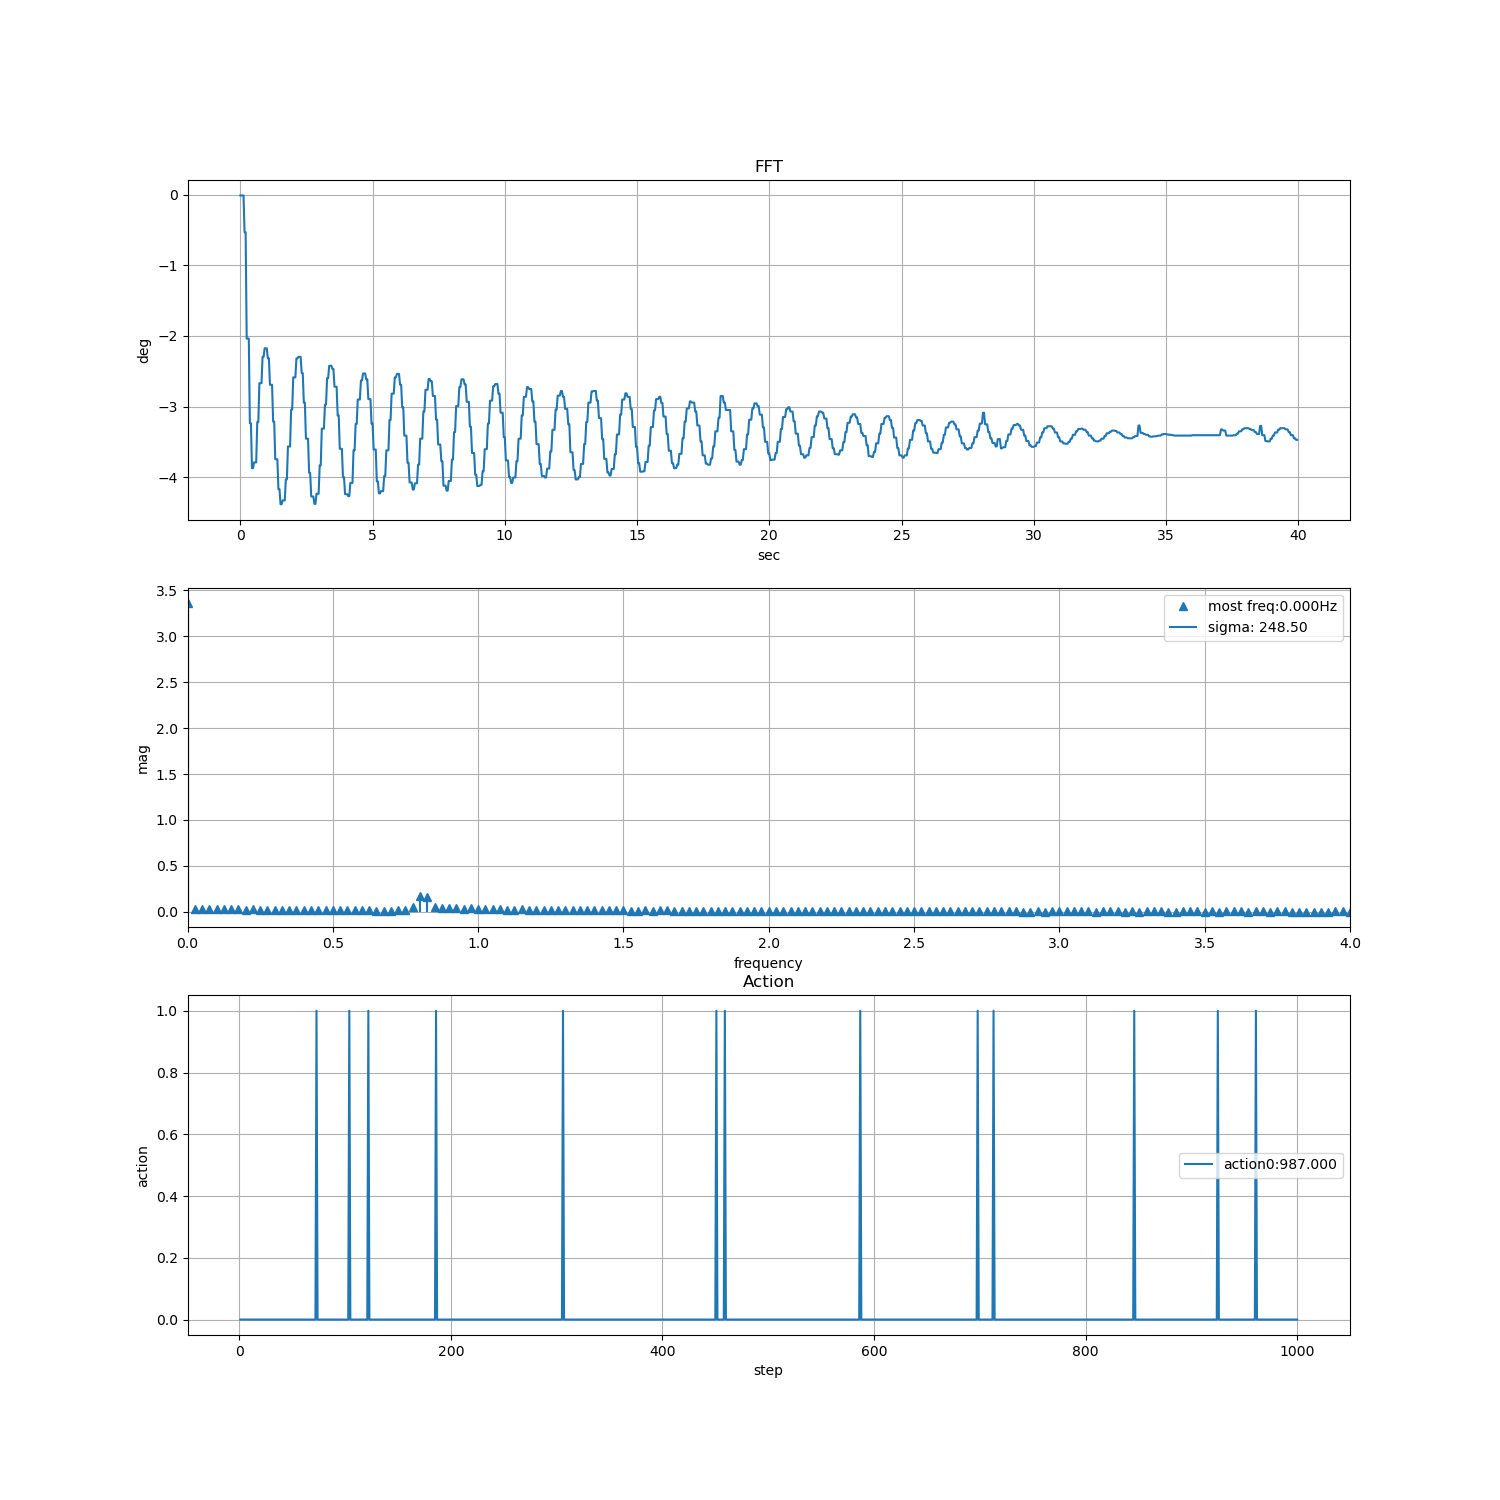 FFT
0
−1
−2
−3
−4
deg
0 5 10 15 20 25 30 35 40
sec
3.5
3.0
2.5
2.0
1.5
1.0
0.5
0.0
mag
most freq:0.000Hz
sigma: 248.50
0.0 0.5 1.0 1.5 2.0 2.5 3.0 3.5 4.0
frequency
Action
1.0
0.8
0.6
0.4
0.2
0.0
action
action0:987.000
0 200 400 600 800 1000
step